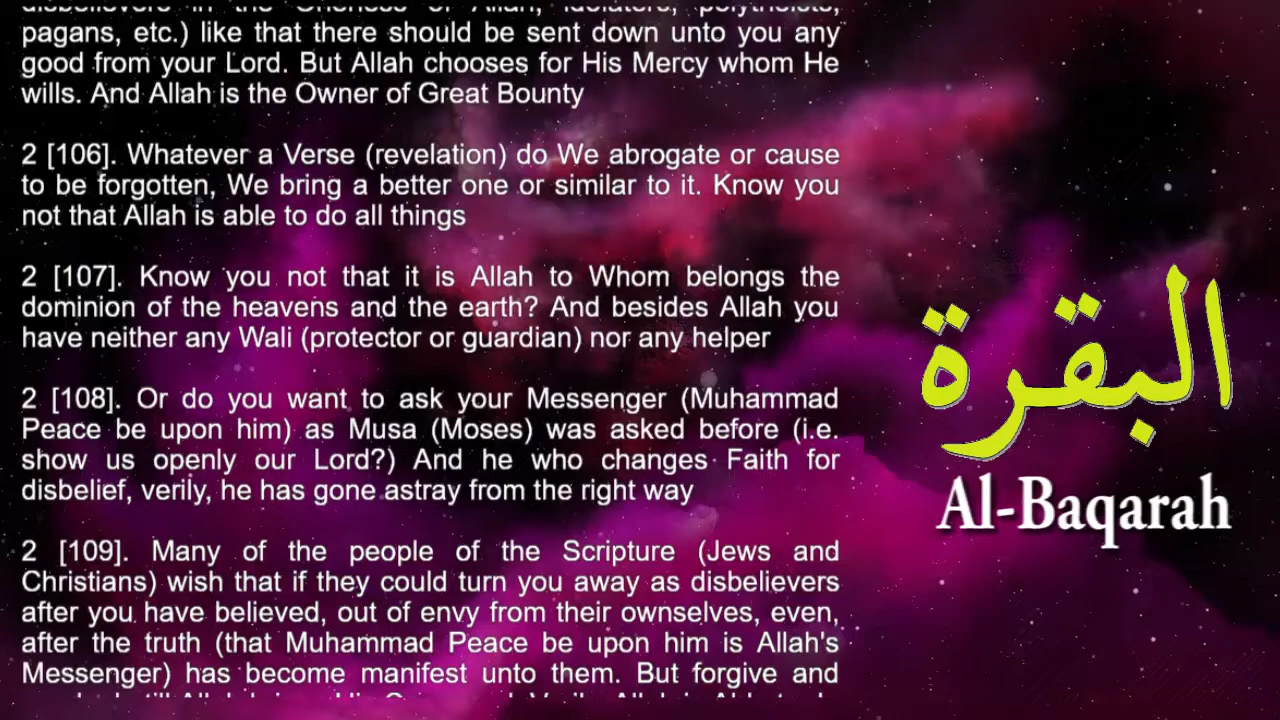 disbelievers in the Oneness of Allah, idolaters, polytheists,
pagans, etc.) like that there should be sent down unto you any
good from your Lord. But Allah chooses for His Mercy whom He
wills. And Allah is the Owner of Great Bounty
2 [106]. Whatever a Verse (revelation) do We abrogate or cause
to be forgotten, We bring a better one or similar to it. Know you
not that Allah is able to do all things
2 [107]. Know you not that it is Allah to Whom belongs the
dominion of the heavens and the earth? And besides Allah you
have neither any Wali (protector or guardian) nor any helper
2 [108]. Or do you want to ask your Messenger (Muhammad
Peace be upon him) as Musa (Moses) was asked before (i.e.
show us openly our Lord?) And he who changes Faith for
disbelief, verily, he has gone astray from the right way
2 [109]. Many of the people of the Scripture (Jews and
Christians) wish that if they could turn you away as disbelievers
after you have believed, out of envy from their ownselves, even,
after the truth (that Muhammad Peace be upon him is Allah's
Messenger) has become manifest unto them. But forgive and
البقرة
Al-Baqarah